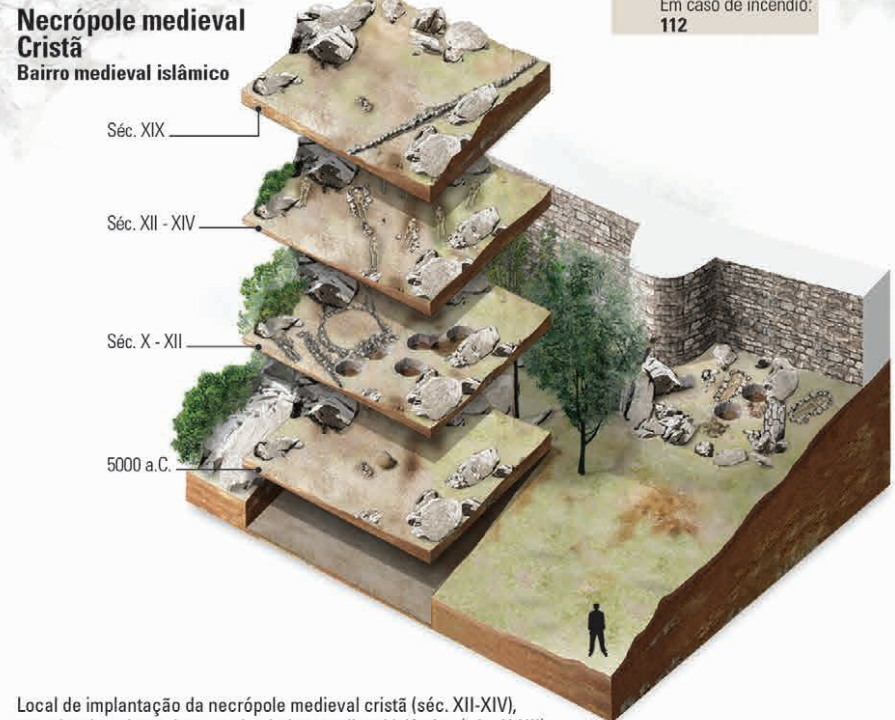 Necrópole medieval
Cristã
Bairro medieval islâmico
Em caso de incêndio:
112
Séc. XIX
Séc. XII - XIV
Séc. X - XII
5000 a.C.
Local de implantação da necrópole medieval cristã (séc. XII-XIV),